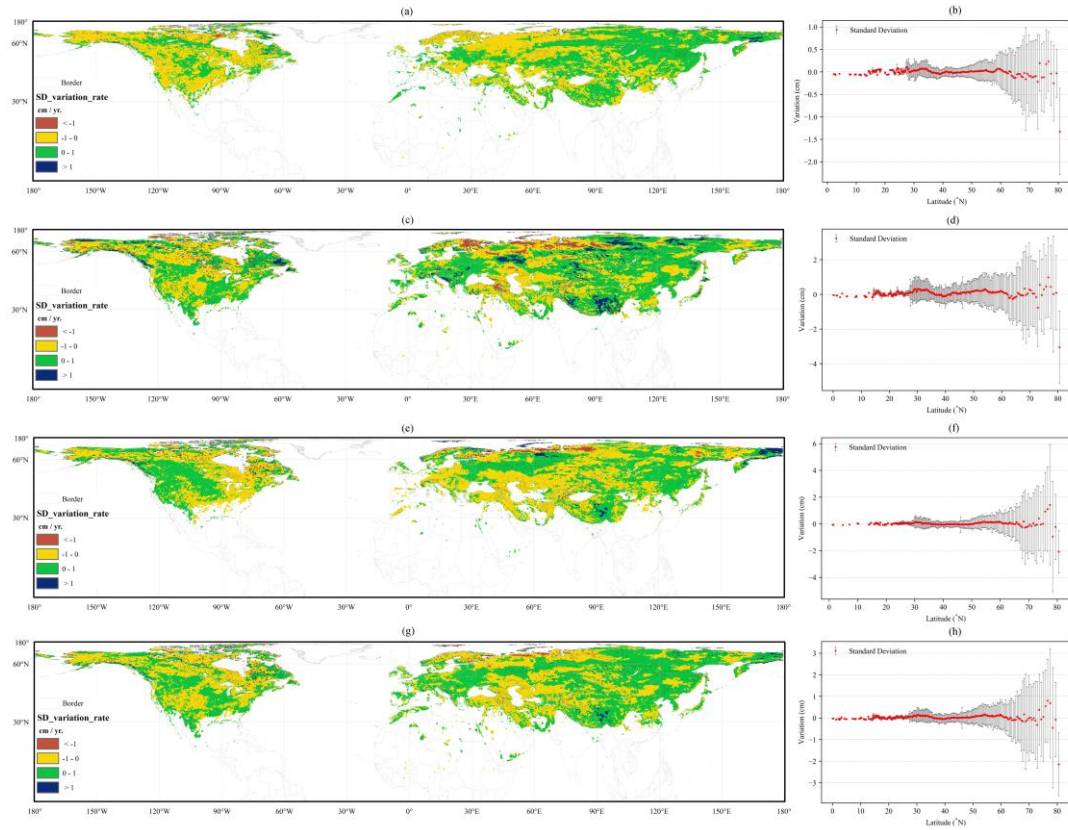 (a)
180°
60°N
30°N
Border
SD_variation_rate
cm / yr.
< -1
-1 - 0
0 - 1
> 1
180° 150°W 120°W 90°W 60°W 30°W 0° 30°E 60°E 90°E 120°E 150°E 180°
(b)
Standard Deviation
Variation (cm)
1.0
0.5
0.0
−0.5
−1.0
−1.5
−2.0
0 10 20 30 40 50 60 70 80
Latitude (°N)
(c)
180°
60°N
30°N
Border
SD_variation_rate
cm / yr.
< -1
-1 - 0
0 - 1
> 1
180° 150°W 120°W 90°W 60°W 30°W 0° 30°E 60°E 90°E 120°E 150°E 180°
(d)
Standard Deviation
Variation (cm)
2
0
−2
−4
0 10 20 30 40 50 60 70 80
Latitude (°N)
(e)
180°
60°N
30°N
Border
SD_variation_rate
cm / yr.
< -1
-1 - 0
0 - 1
> 1
180° 150°W 120°W 90°W 60°W 30°W 0° 30°E 60°E 90°E 120°E 150°E 180°
(f)
Standard Deviation
Variation (cm)
6
4
2
0
−2
−4
0 10 20 30 40 50 60 70 80
Latitude (°N)
(g)
180°
60°N
30°N
Border
SD_variation_rate
cm / yr.
< -1
-1 - 0
0 - 1
> 1
180° 150°W 120°W 90°W 60°W 30°W 0° 30°E 60°E 90°E 120°E 150°E 180°
(h)
Standard Deviation
Variation (cm)
3
2
1
0
−1
−2
−3
0 10 20 30 40 50 60 70 80
Latitude (°N)